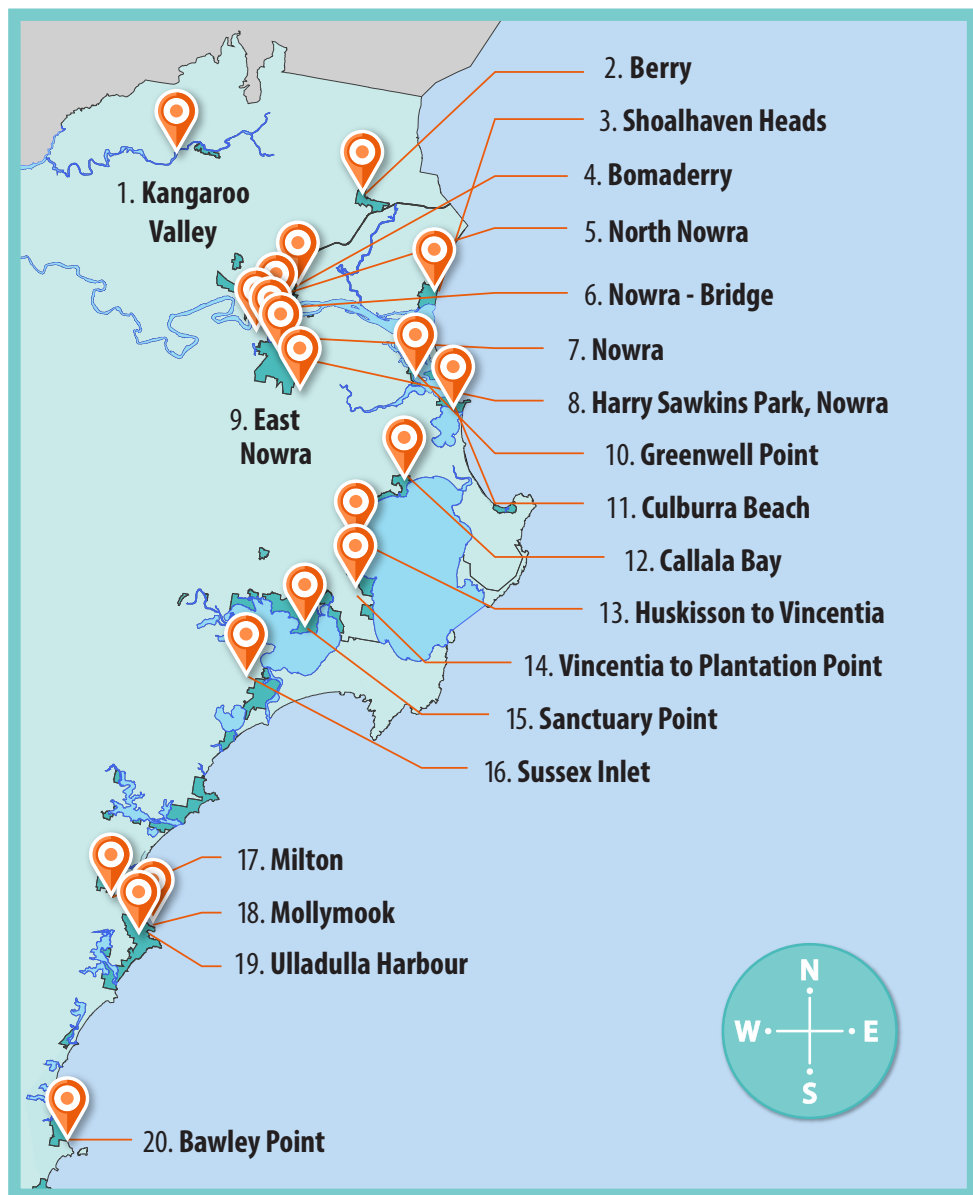 1. Kangaroo
Valley
2. Berry
3. Shoalhaven Heads
4. Bomaderry
5. North Nowra
6. Nowra - Bridge
7. Nowra
8. Harry Sawkins Park, Nowra
9. East
Nowra
10. Greenwell Point
11. Culburra Beach
12. Callala Bay
13. Huskisson to Vincentia
14. Vincentia to Plantation Point
15. Sanctuary Point
16. Sussex Inlet
17. Milton
18. Mollymook
19. Ulladulla Harbour
20. Bawley Point
N
W
E
S